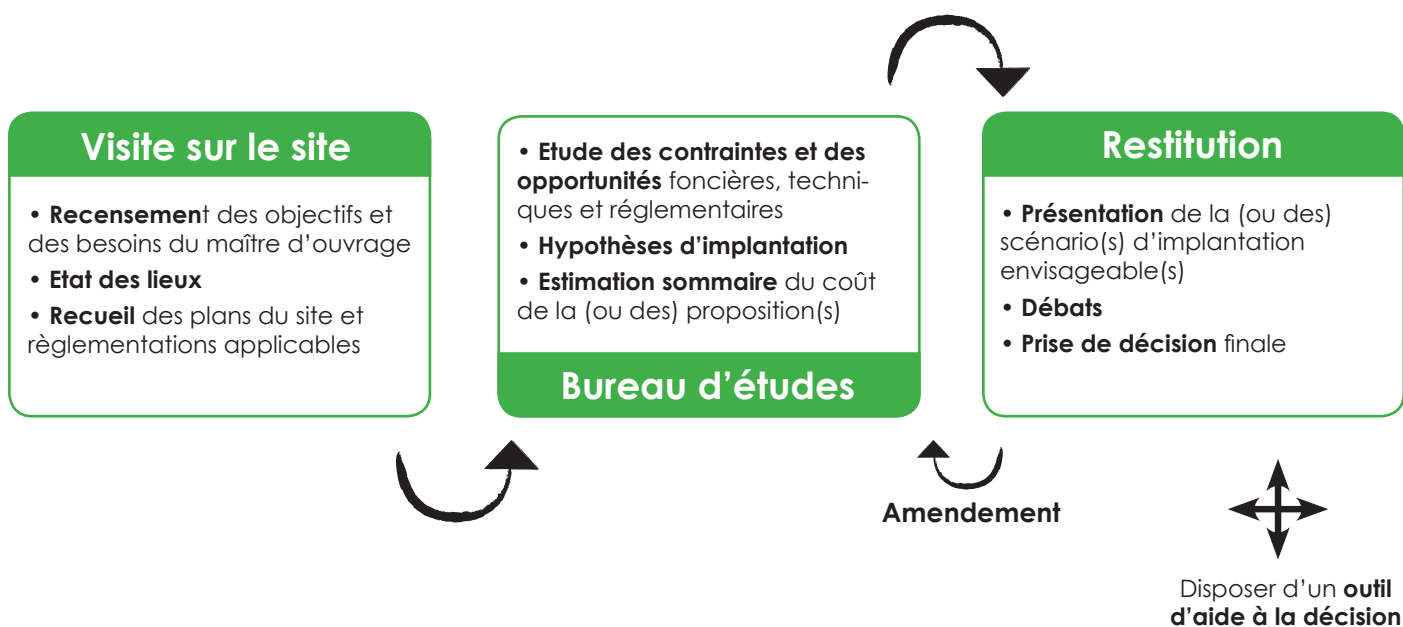 Visite sur le site
• Recensement des objectifs et
des besoins du maître d’ouvrage
• Etat des lieux
• Recueil des plans du site et
règlementations applicables
• Etude des contraintes et des
opportunités foncières, techni-
ques et réglementaires
• Hypothèses d’implantation
• Estimation sommaire du coût
de la (ou des) proposition(s)
Bureau d’études
Restitution
• Présentation de la (ou des)
scénario(s) d’implantation
envisageable(s)
• Débats
• Prise de décision finale
Amendement
Disposer d’un outil
d’aide à la décision